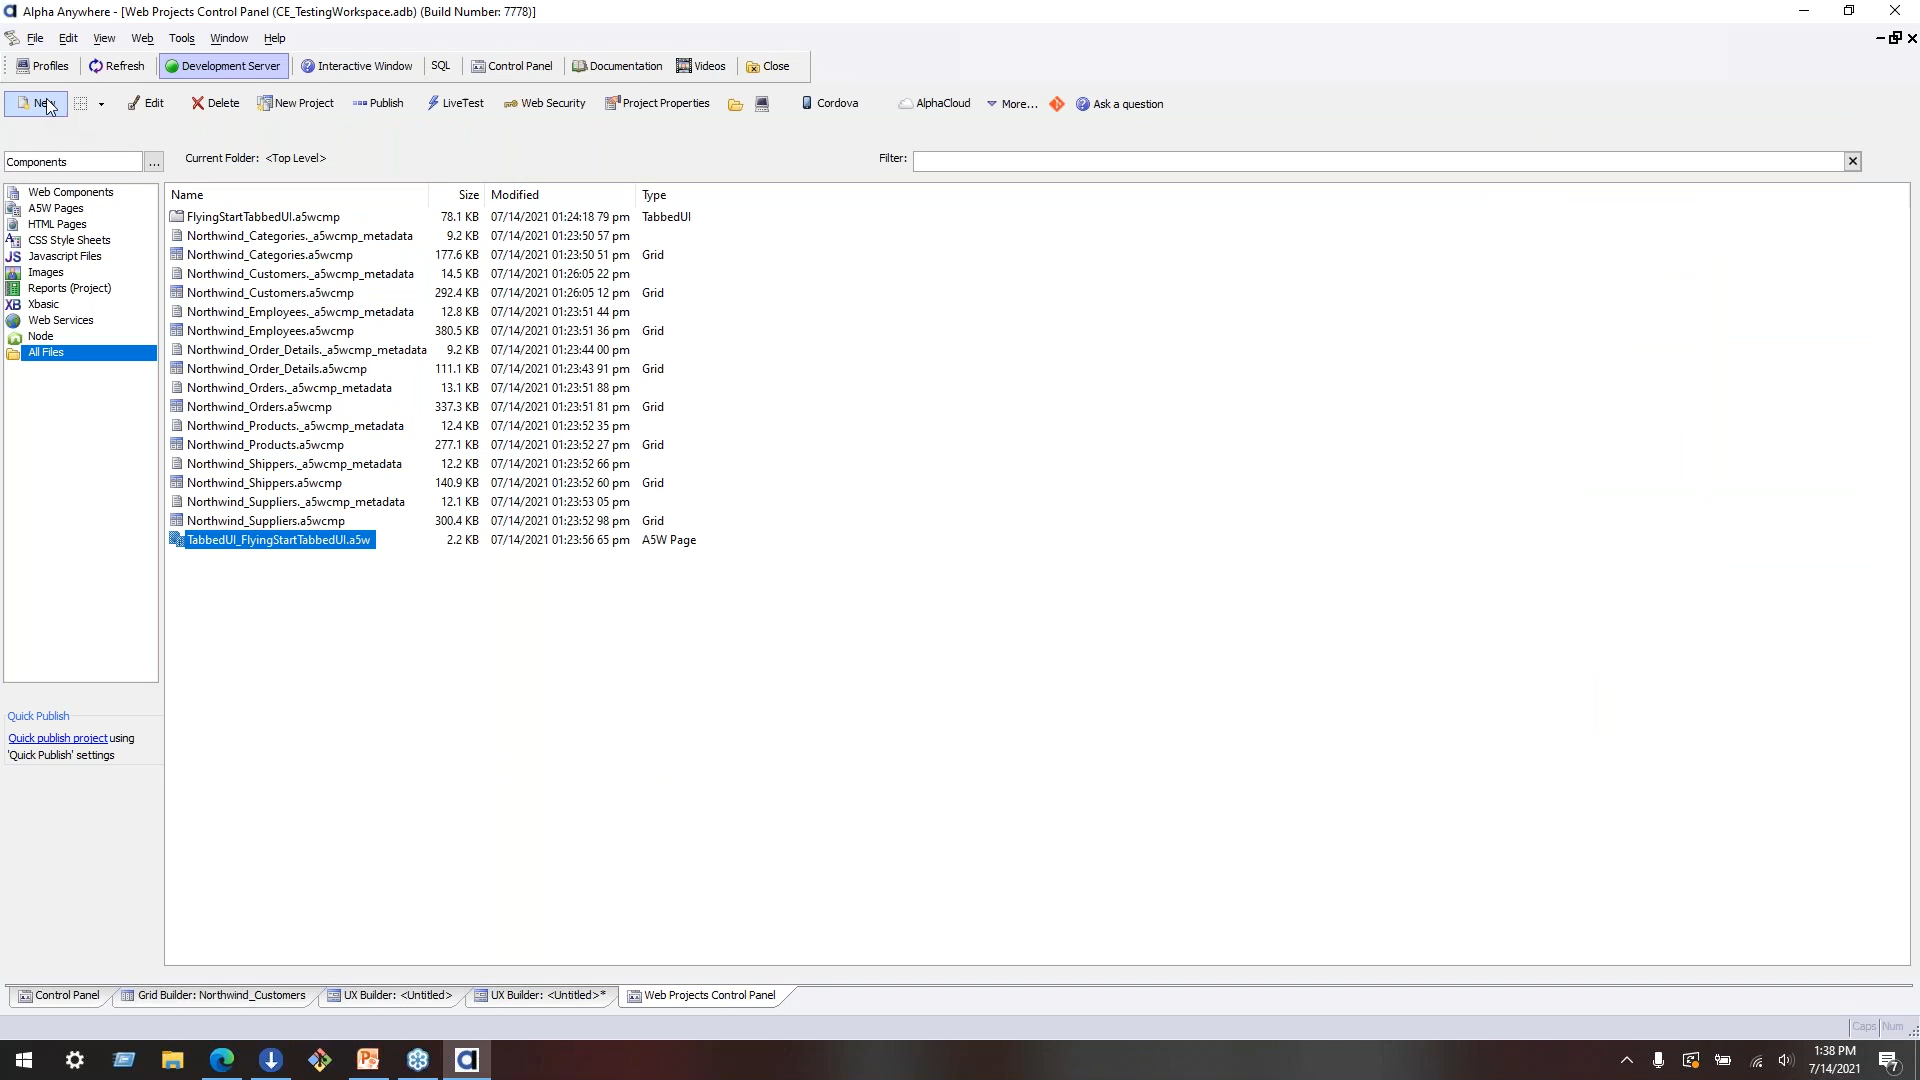 Alpha Anywhere - [Web Projects Control Panel (CE_TestingWorkspace.adb) (Build Number: 7778)]
File Edit View Web Tools Window Help
Profiles Refresh Development Server Interactive Window SQL Control Panel Documentation Videos Close
New Edit Delete New Project Publish LiveTest Web Security Project Properties Cordova AlphaCloud More... Ask a question
Components ... Current Folder: <Top Level> Filter:
Web Components
A5W Pages
HTML Pages
CSS Style Sheets
Javascript Files
Images
Reports (Project)
Xbasic
Web Services
Node
All Files
Name Size Modified Type
FlyingStartTabbedUI.a5wcmp 78.1 KB 07/14/2021 01:24:18 79 pm TabbedUI
Northwind_Categories._a5wcmp_metadata 9.2 KB 07/14/2021 01:23:50 57 pm
Northwind_Categories.a5wcmp 177.6 KB 07/14/2021 01:23:50 51 pm Grid
Northwind_Customers._a5wcmp_metadata 14.5 KB 07/14/2021 01:26:05 22 pm
Northwind_Customers.a5wcmp 292.4 KB 07/14/2021 01:26:05 12 pm Grid
Northwind_Employees._a5wcmp_metadata 12.8 KB 07/14/2021 01:23:51 44 pm
Northwind_Employees.a5wcmp 380.5 KB 07/14/2021 01:23:51 36 pm Grid
Northwind_Order_Details._a5wcmp_metadata 9.2 KB 07/14/2021 01:23:44 00 pm
Northwind_Order_Details.a5wcmp 111.1 KB 07/14/2021 01:23:43 91 pm Grid
Northwind_Orders._a5wcmp_metadata 13.1 KB 07/14/2021 01:23:51 88 pm
Northwind_Orders.a5wcmp 337.3 KB 07/14/2021 01:23:51 81 pm Grid
Northwind_Products._a5wcmp_metadata 12.4 KB 07/14/2021 01:23:52 35 pm
Northwind_Products.a5wcmp 277.1 KB 07/14/2021 01:23:52 27 pm Grid
Northwind_Shippers._a5wcmp_metadata 12.2 KB 07/14/2021 01:23:52 66 pm
Northwind_Shippers.a5wcmp 140.9 KB 07/14/2021 01:23:52 60 pm Grid
Northwind_Suppliers._a5wcmp_metadata 12.1 KB 07/14/2021 01:23:53 05 pm
Northwind_Suppliers.a5wcmp 300.4 KB 07/14/2021 01:23:52 98 pm Grid
TabbedUI_FlyingStartTabbedUI.a5w 2.2 KB 07/14/2021 01:23:56 65 pm A5W Page
Quick Publish
Quick publish project using
'Quick Publish' settings
Control Panel Grid Builder: Northwind_Customers UX Builder: <Untitled> UX Builder: <Untitled>* Web Projects Control Panel
Caps Num
1:38 PM
7/14/2021
7